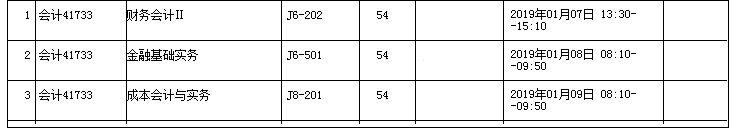 1 会计41733 财务会计Ⅱ J6-202 54 2019年01月07日 13:30-
-15:10
2 会计41733 金融基础实务 J6-501 54 2019年01月08日 08:10-
-09:50
3 会计41733 成本会计与实务 J8-201 54 2019年01月09日 08:10-
-09:50